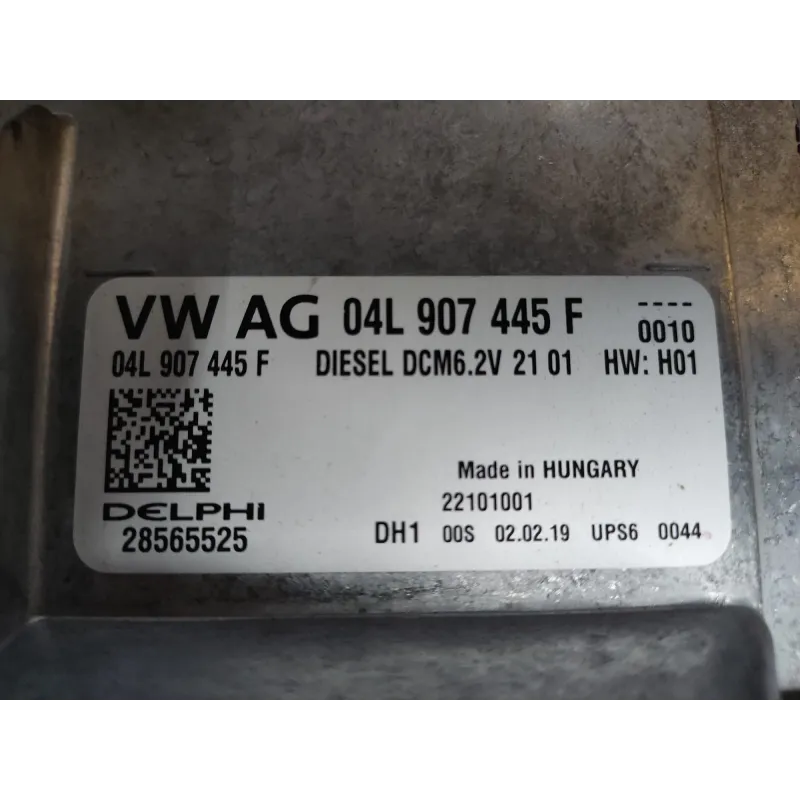 VW AG 04L 907 445 F ----
0010
04L 907 445 F DIESEL DCM6.2V 21 01 HW: H01
Made in HUNGARY
22101001
DELPHI
28565525
DH1 00S 02.02.19 UPS6 0044